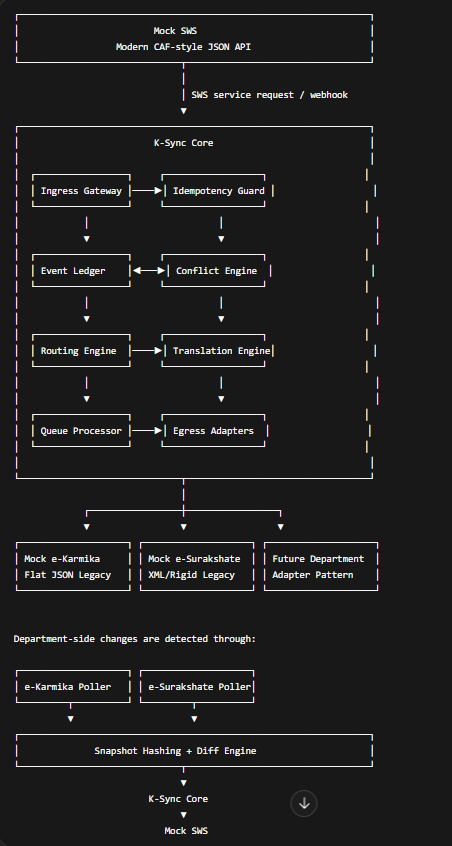 Mock SWS
Modern CAF-style JSON API
SWS service request / webhook
K-Sync Core
Ingress Gateway
Idempotency Guard
Event Ledger
Conflict Engine
Routing Engine
Translation Engine
Queue Processor
Egress Adapters
Mock e-Karmika
Flat JSON Legacy
Mock e-Surakshate
XML/Rigid Legacy
Future Department
Adapter Pattern
Department-side changes are detected through:
e-Karmika Poller
e-Surakshate Poller
Snapshot Hashing + Diff Engine
K-Sync Core
Mock SWS